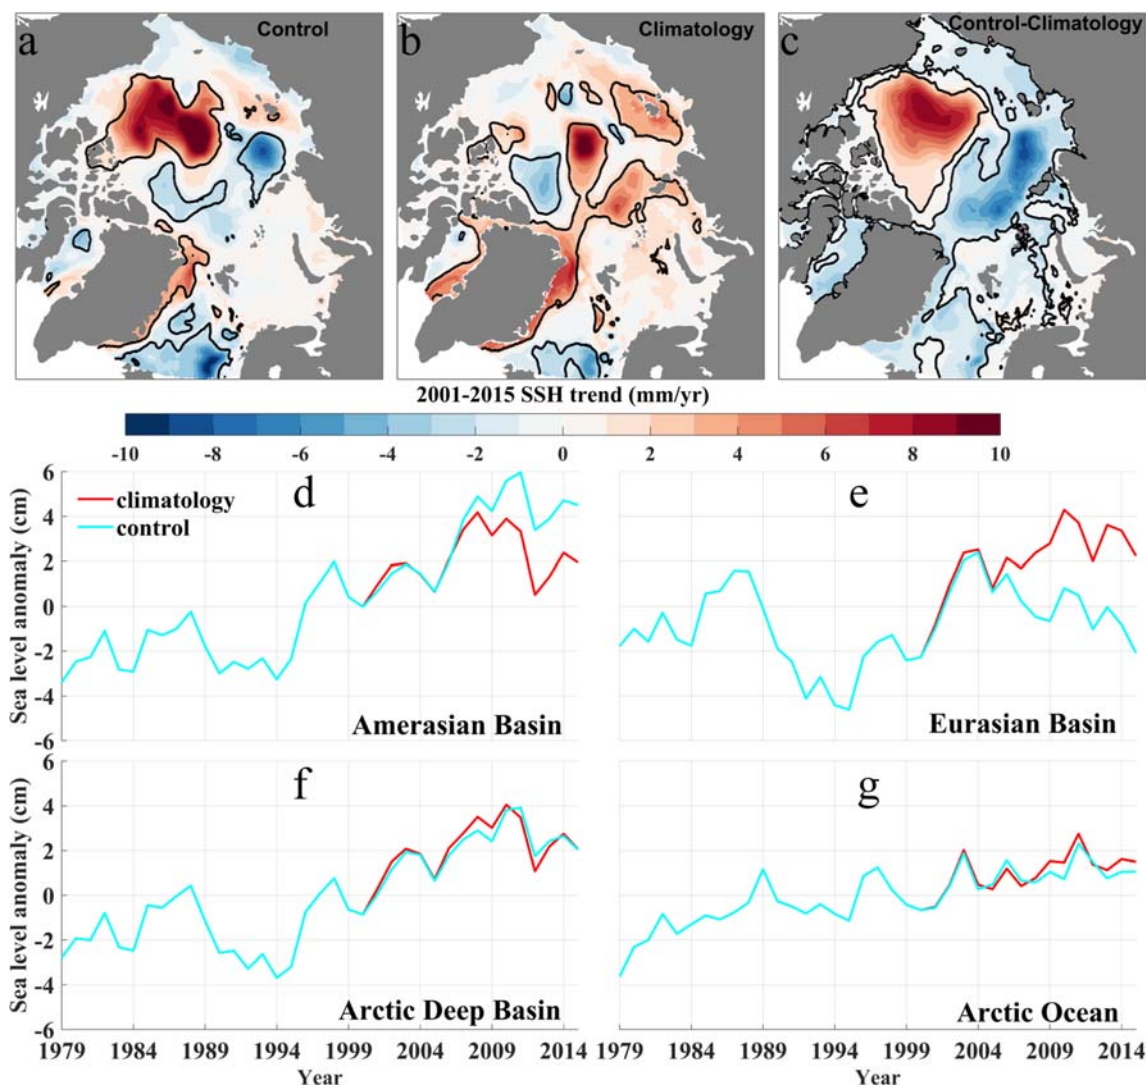 a
Control
b
Climatology
c
Control-Climatology
2001-2015 SSH trend (mm/yr)
-10 -8 -6 -4 -2 0 2 4 6 8 10
6
4
2
0
-2
-4
-6
Sea level anomaly (cm)
d
climatology
control
Amerasian Basin
e
Eurasian Basin
4
2
0
-2
-4
-6
Sea level anomaly (cm)
f
Arctic Deep Basin
g
Arctic Ocean
1979 1984 1989 1994 1999 2004 2009 2014
Year
1979 1984 1989 1994 1999 2004 2009 2014
Year